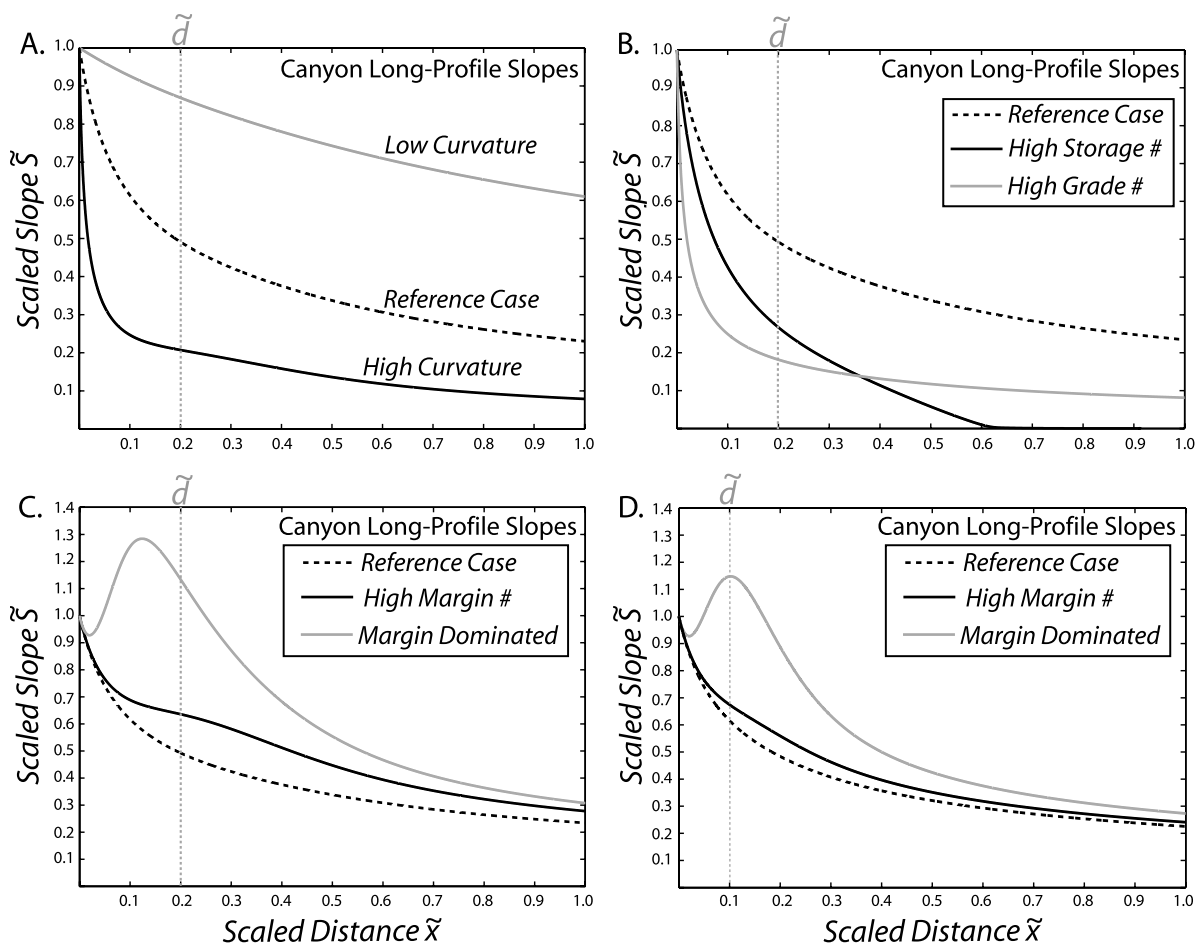 A.
d̃
Canyon Long-Profile Slopes
Low Curvature
Reference Case
High Curvature
Scaled Slope S̃
1.0
0.9
0.8
0.7
0.6
0.5
0.4
0.3
0.2
0.1
0.1 0.2 0.3 0.4 0.5 0.6 0.7 0.8 0.9 1.0
B.
d̃
Canyon Long-Profile Slopes
Reference Case
High Storage #
High Grade #
Scaled Slope S̃
1.0
0.9
0.8
0.7
0.6
0.5
0.4
0.3
0.2
0.1
0.1 0.2 0.3 0.4 0.5 0.6 0.7 0.8 0.9 1.0
C.
d̃
Canyon Long-Profile Slopes
Reference Case
High Margin #
Margin Dominated
Scaled Slope S̃
1.4
1.3
1.2
1.1
1.0
0.9
0.8
0.7
0.6
0.5
0.4
0.3
0.2
0.1
0.1 0.2 0.3 0.4 0.5 0.6 0.7 0.8 0.9 1.0
Scaled Distance x̃
D.
d̃
Canyon Long-Profile Slopes
Reference Case
High Margin #
Margin Dominated
Scaled Slope S̃
1.4
1.3
1.2
1.1
1.0
0.9
0.8
0.7
0.6
0.5
0.4
0.3
0.2
0.1
0.1 0.2 0.3 0.4 0.5 0.6 0.7 0.8 0.9 1.0
Scaled Distance x̃